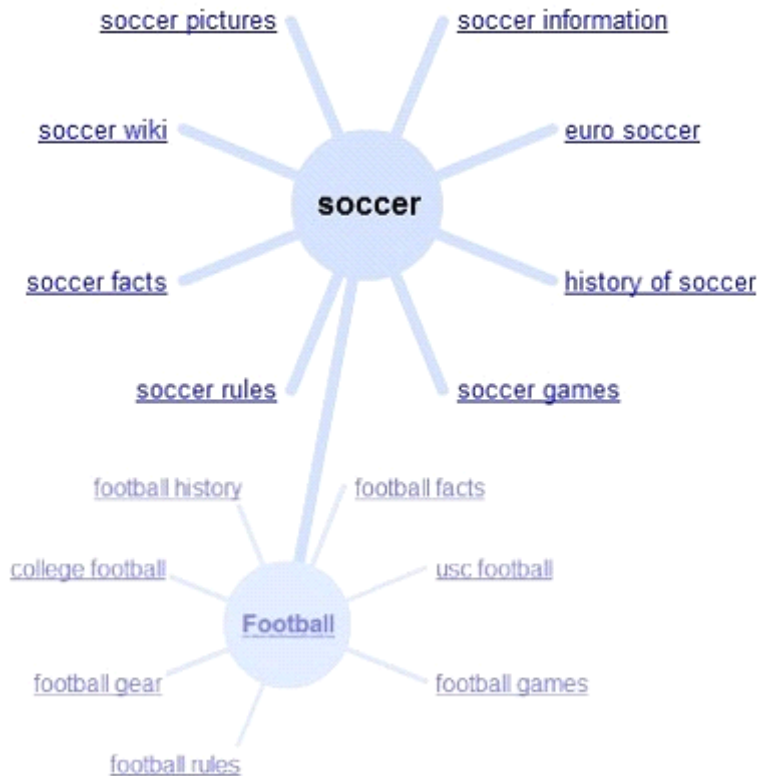 soccer pictures
soccer information
soccer wiki
euro soccer
soccer
soccer facts
history of soccer
soccer rules
soccer games
football history
football facts
college football
usc football
Football
football gear
football games
football rules